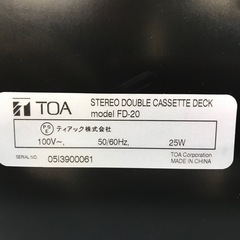 TOA
STEREO DOUBLE CASSETTE DECK
model FD-20
ティアック株式会社
100V~, 50/60Hz, 25W
SERIAL NO. 05I3900061
TOA Corporation
MADE IN CHINA